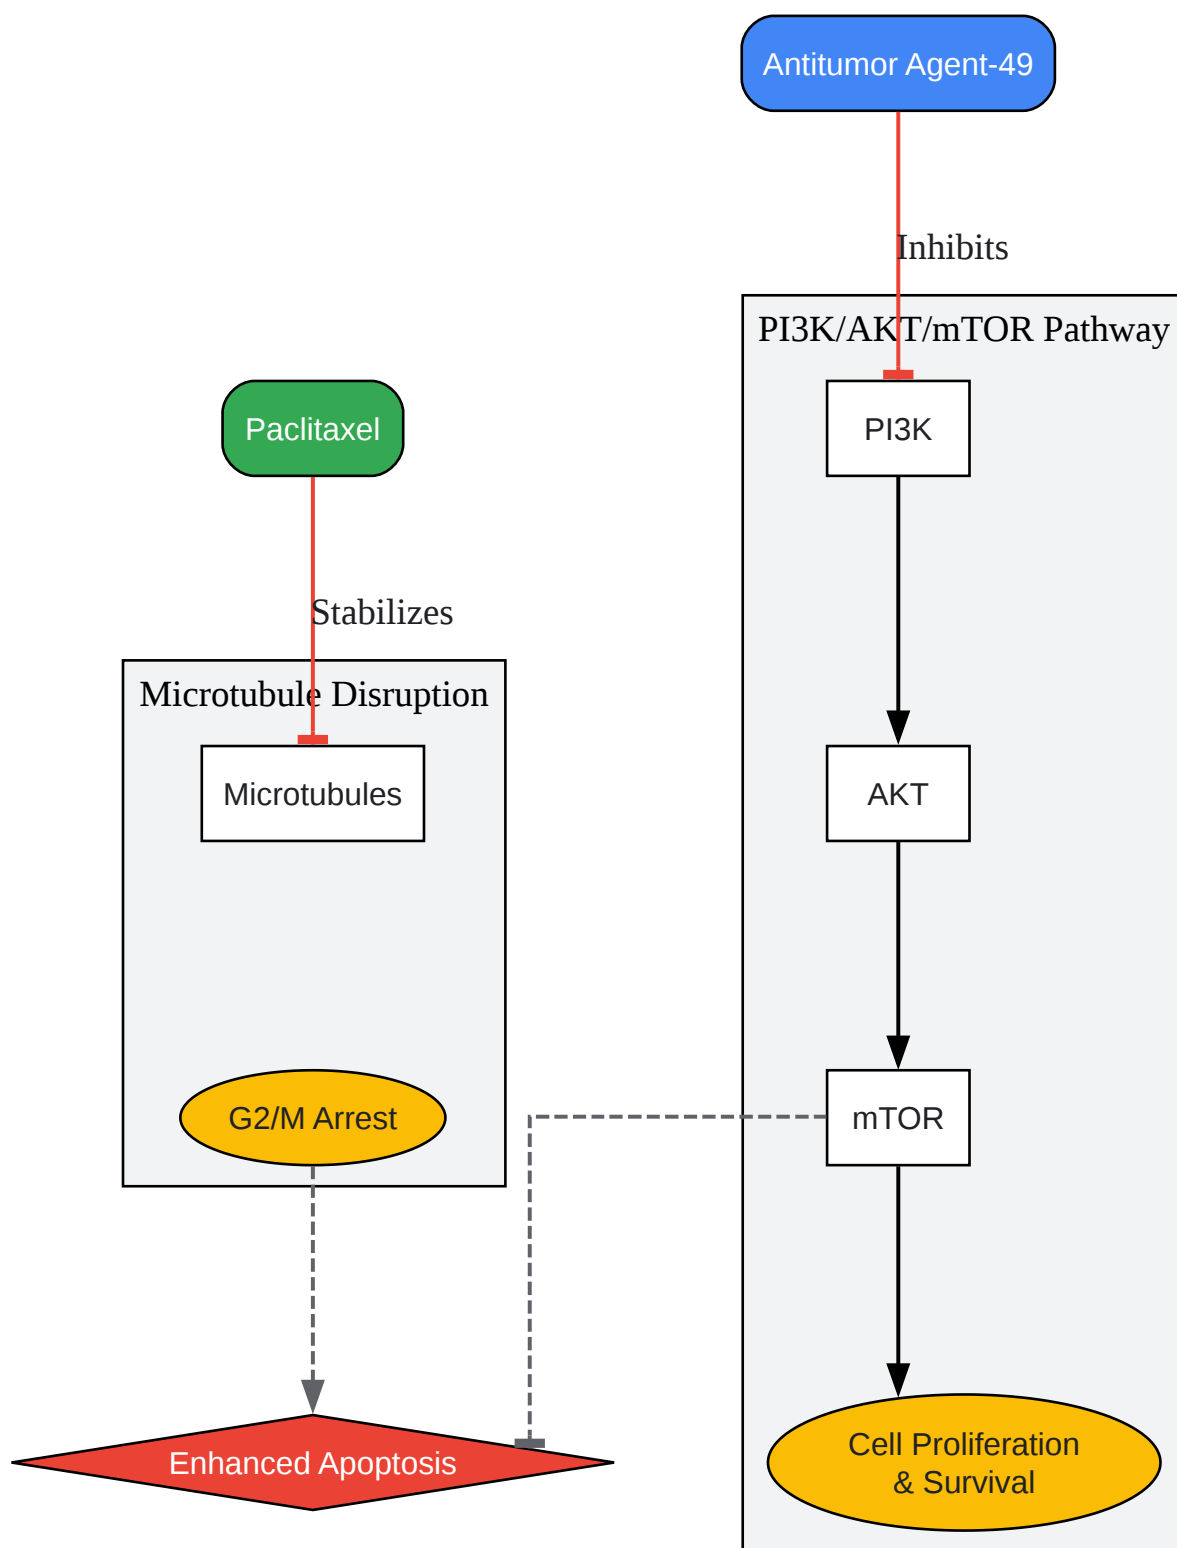 Antitumor Agent-49
Inhibits
PI3K/AKT/mTOR Pathway
PI3K
Paclitaxel
Stabilizes
Microtubule Disruption
Microtubules
AKT
G2/M Arrest
mTOR
Enhanced Apoptosis
Cell Proliferation
& Survival